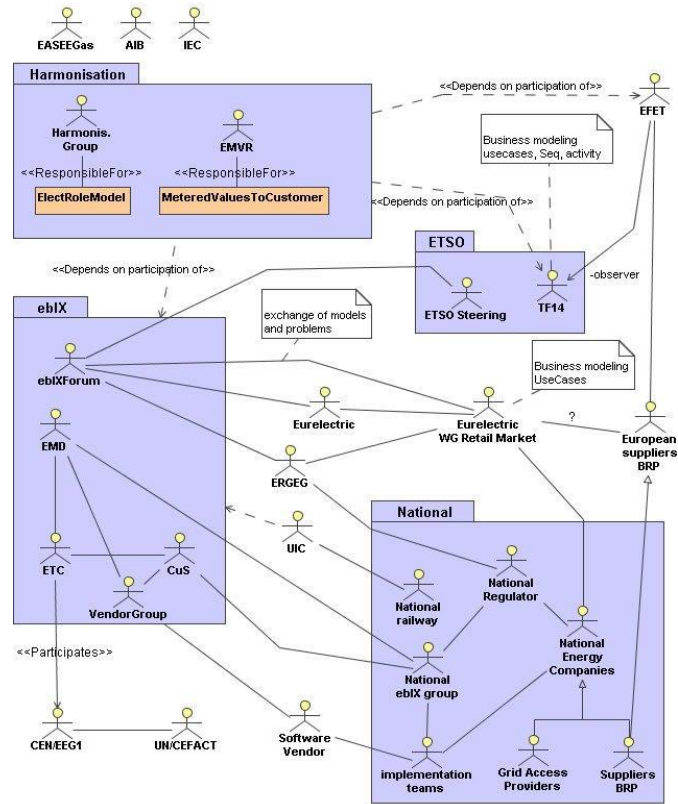 EASEEGas
AIB
IEC
Harmonisation
Harmonis.
Group
EMVR
<<ResponsibleFor>>
<<ResponsibleFor>>
ElectRoleModel
MeteredValuesToCustomer
<<Depends on participation of>>
EFET
Business modeling
usecases, Seq, activity
<<Depends on participation of>>
ETSO
ETSO Steering
TF14
-observer
<<Depends on participation of>>
ebIX
exchange of models
and problems
ebIXForum
Business modeling
UseCases
Eurelectric
Eurelectric
WG Retail Market
?
European
suppliers
BRP
EMD
ERGEG
UIC
National
ETC
CuS
VendorGroup
National
Regulator
National
railway
National
Energy
Companies
<<Participates>>
National
ebIX group
CEN/EEG1
UN/CEFACT
Software
Vendor
implementation
teams
Grid Access
Providers
Suppliers
BRP